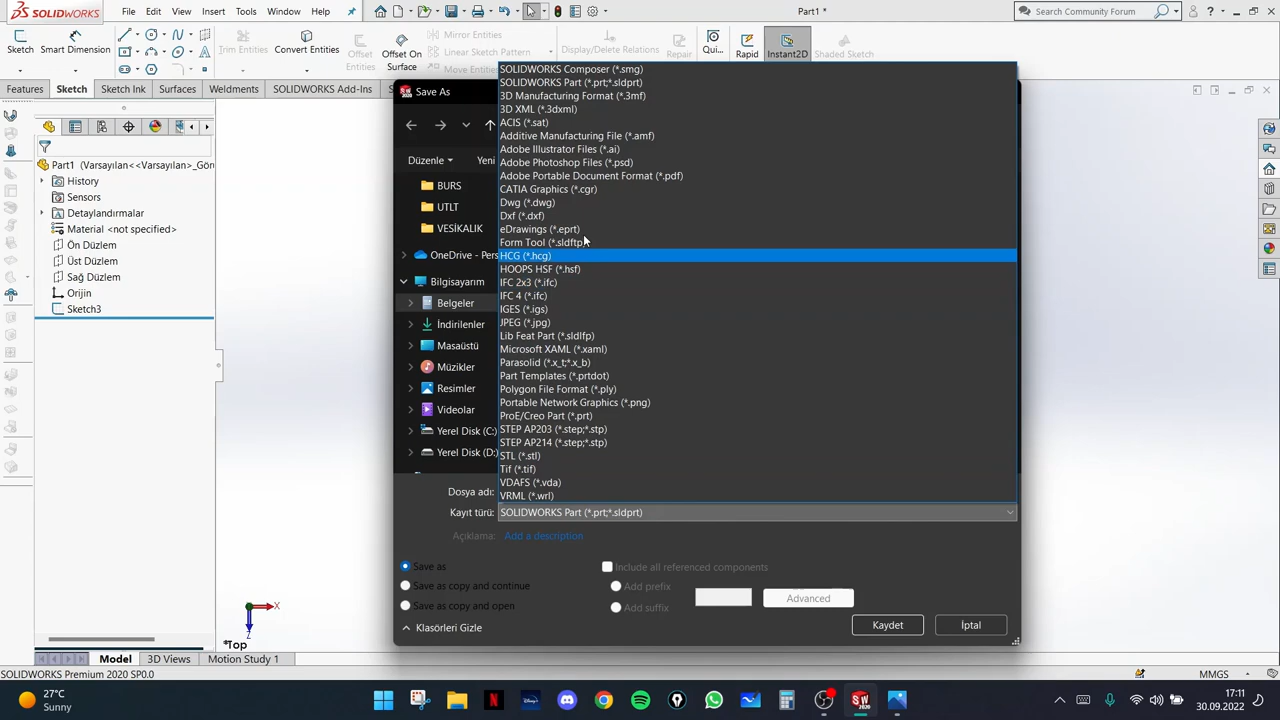 SOLIDWORKS
File
Edit
View
Insert
Tools
Window
Part1 *
Search Community Forum
Sketch
Smart Dimension
Trim Entities
Convert Entities
Offset
Entities
Offset On
Surface
Mirror Entities
Linear Sketch Pattern
Move Entities
Display/Delete Relations
Repair
Qui...
Rapid
Instant2D
Shaded Sketch
Features
Sketch
Sketch Ink
Surfaces
Weldments
SOLIDWORKS Add-Ins
Part1 (Varsayılan<<Varsayılan>_Gön
History
Sensors
Detaylandırmalar
Material <not specified>
Ön Düzlem
Üst Düzlem
Sağ Düzlem
Orijin
Sketch3
Save As
Düzenle
Yeni
BURS
UTLT
VESİKALIK
OneDrive - Pers
Bilgisayarım
Belgeler
İndirilenler
Masaüstü
Müzikler
Resimler
Videolar
Yerel Disk (C:)
Yerel Disk (D:)
SOLIDWORKS Composer (*.smg)
SOLIDWORKS Part (*.prt;*.sldprt)
3D Manufacturing Format (*.3mf)
3D XML (*.3dxml)
ACIS (*.sat)
Additive Manufacturing File (*.amf)
Adobe Illustrator Files (*.ai)
Adobe Photoshop Files (*.psd)
Adobe Portable Document Format (*.pdf)
CATIA Graphics (*.cgr)
Dwg (*.dwg)
Dxf (*.dxf)
eDrawings (*.eprt)
Form Tool (*.sldftp)
HCG (*.hcg)
HOOPS HSF (*.hsf)
IFC 2x3 (*.ifc)
IFC 4 (*.ifc)
IGES (*.igs)
JPEG (*.jpg)
Lib Feat Part (*.sldlfp)
Microsoft XAML (*.xaml)
Parasolid (*.x_t;*.x_b)
Part Templates (*.prtdot)
Polygon File Format (*.ply)
Portable Network Graphics (*.png)
ProE/Creo Part (*.prt)
STEP AP203 (*.step;*.stp)
STEP AP214 (*.step;*.stp)
STL (*.stl)
Tif (*.tif)
VDAFS (*.vda)
VRML (*.wrl)
Dosya adı:
Kayıt türü:
SOLIDWORKS Part (*.prt;*.sldprt)
Açıklama:
Add a description
Save as
Save as copy and continue
Save as copy and open
Include all referenced components
Add prefix
Add suffix
Advanced
Klasörleri Gizle
Kaydet
İptal
X
Z
*Top
Model
3D Views
Motion Study 1
SOLIDWORKS Premium 2020 SP0.0
MMGS
27°C
Sunny
17:11
30.09.2022